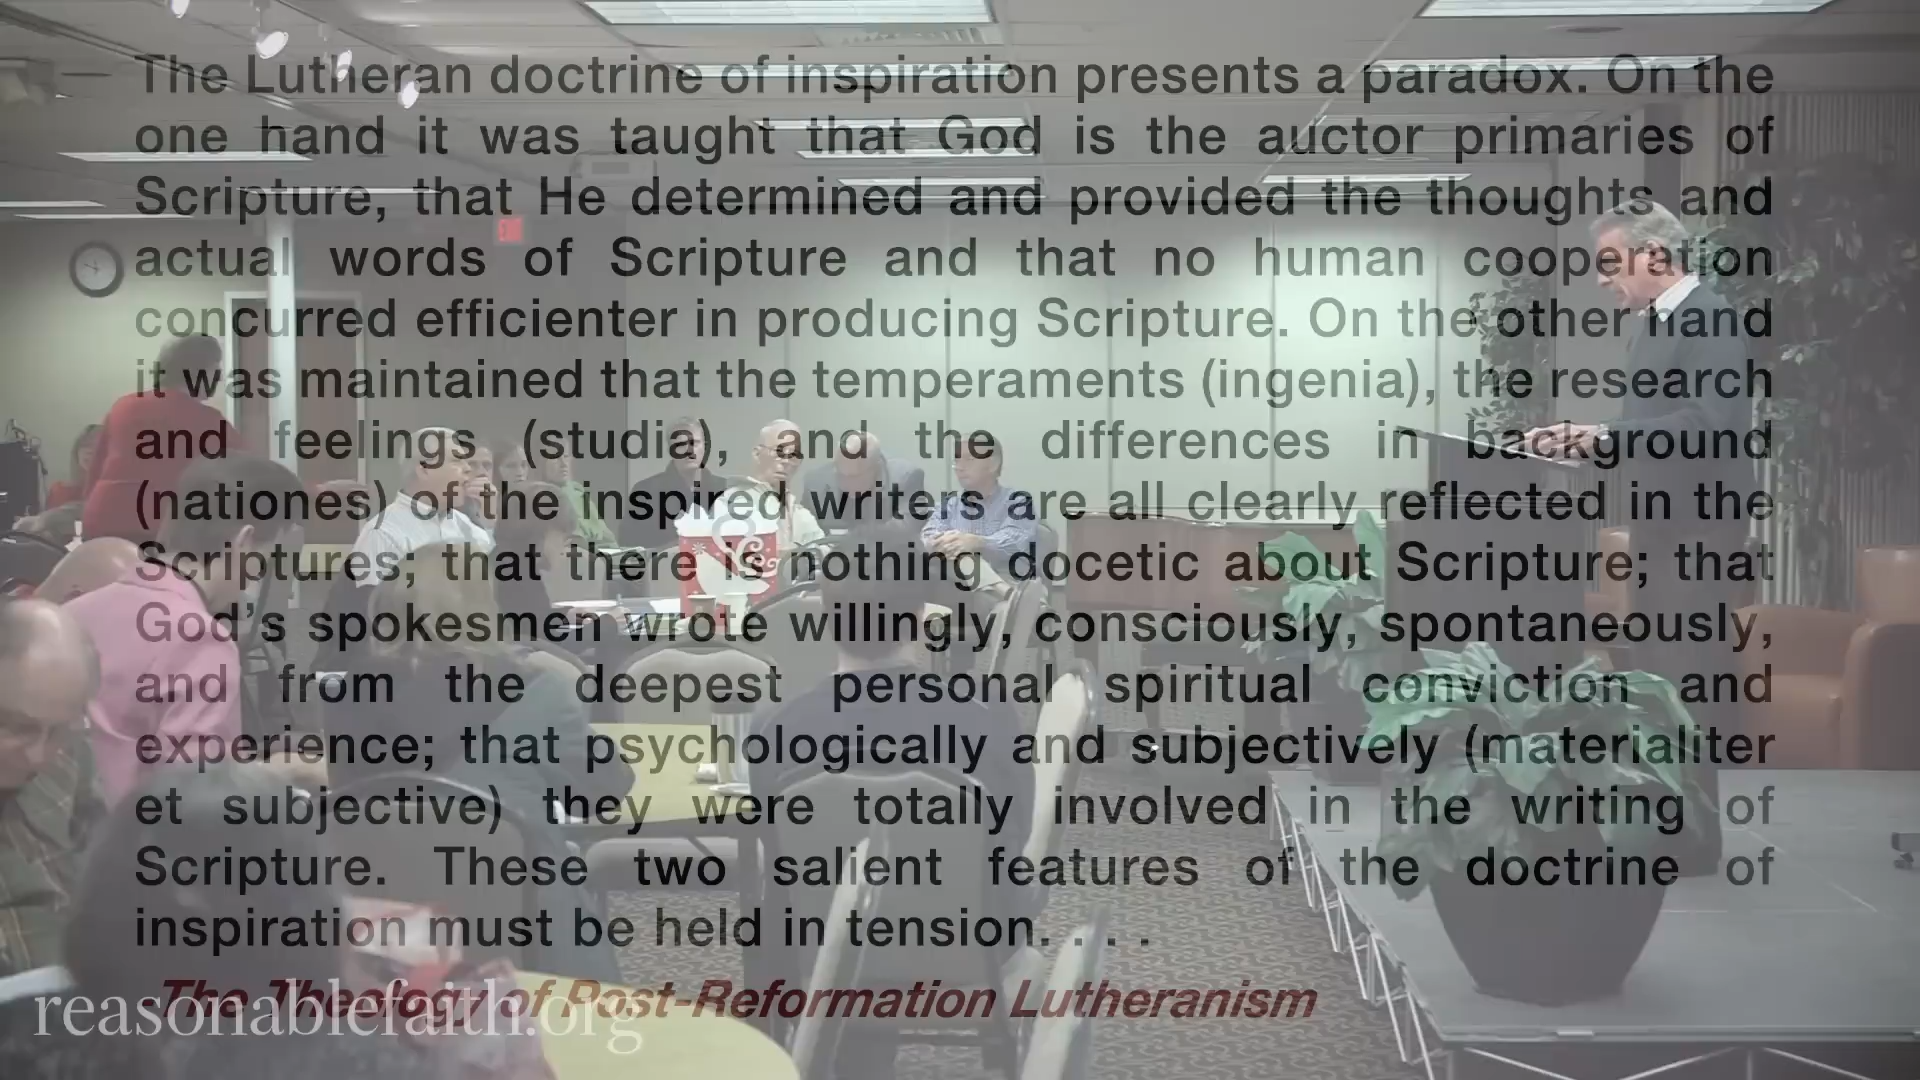 The Lutheran doctrine of inspiration presents a paradox. On the
one hand it was taught that God is the auctor primaries of
Scripture, that He determined and provided the thoughts and
actual words of Scripture and that no human cooperation
concurred efficienter in producing Scripture. On the other hand
it was maintained that the temperaments (ingenia), the research
and feelings (studia), and the differences in background
(nationes) of the inspired writers are all clearly reflected in the
Scriptures; that there is nothing docetic about Scripture; that
God's spokesmen wrote willingly, consciously, spontaneously,
and from the deepest personal spiritual conviction and
experience; that psychologically and subjectively (materialiter
et subjective) they were totally involved in the writing of
Scripture. These two salient features of the doctrine of
inspiration must be held in tension. . . .
The Theology of Post-Reformation Lutheranism
reasonablefaith.org